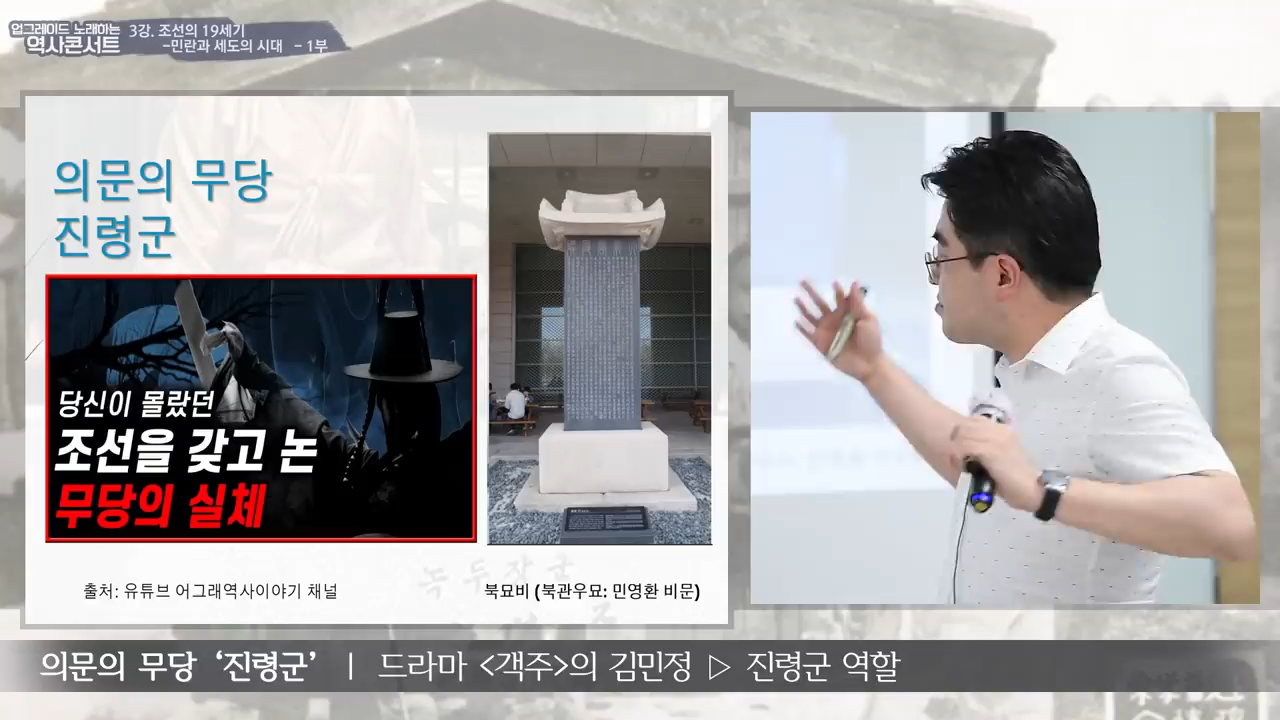 업그레이드 노래하는
역사콘서트
3강. 조선의 19세기
-민란과 세도의 시대 - 1부
의문의 무당
진령군
당신이 몰랐던
조선을 갖고 논
무당의 실체
출처: 유튜브 어그래역사이야기 채널
북묘비 (북관우묘: 민영환 비문)
녹두장군
의문의 무당 ‘진령군’ | 드라마 <객주>의 김민정 ▷ 진령군 역할